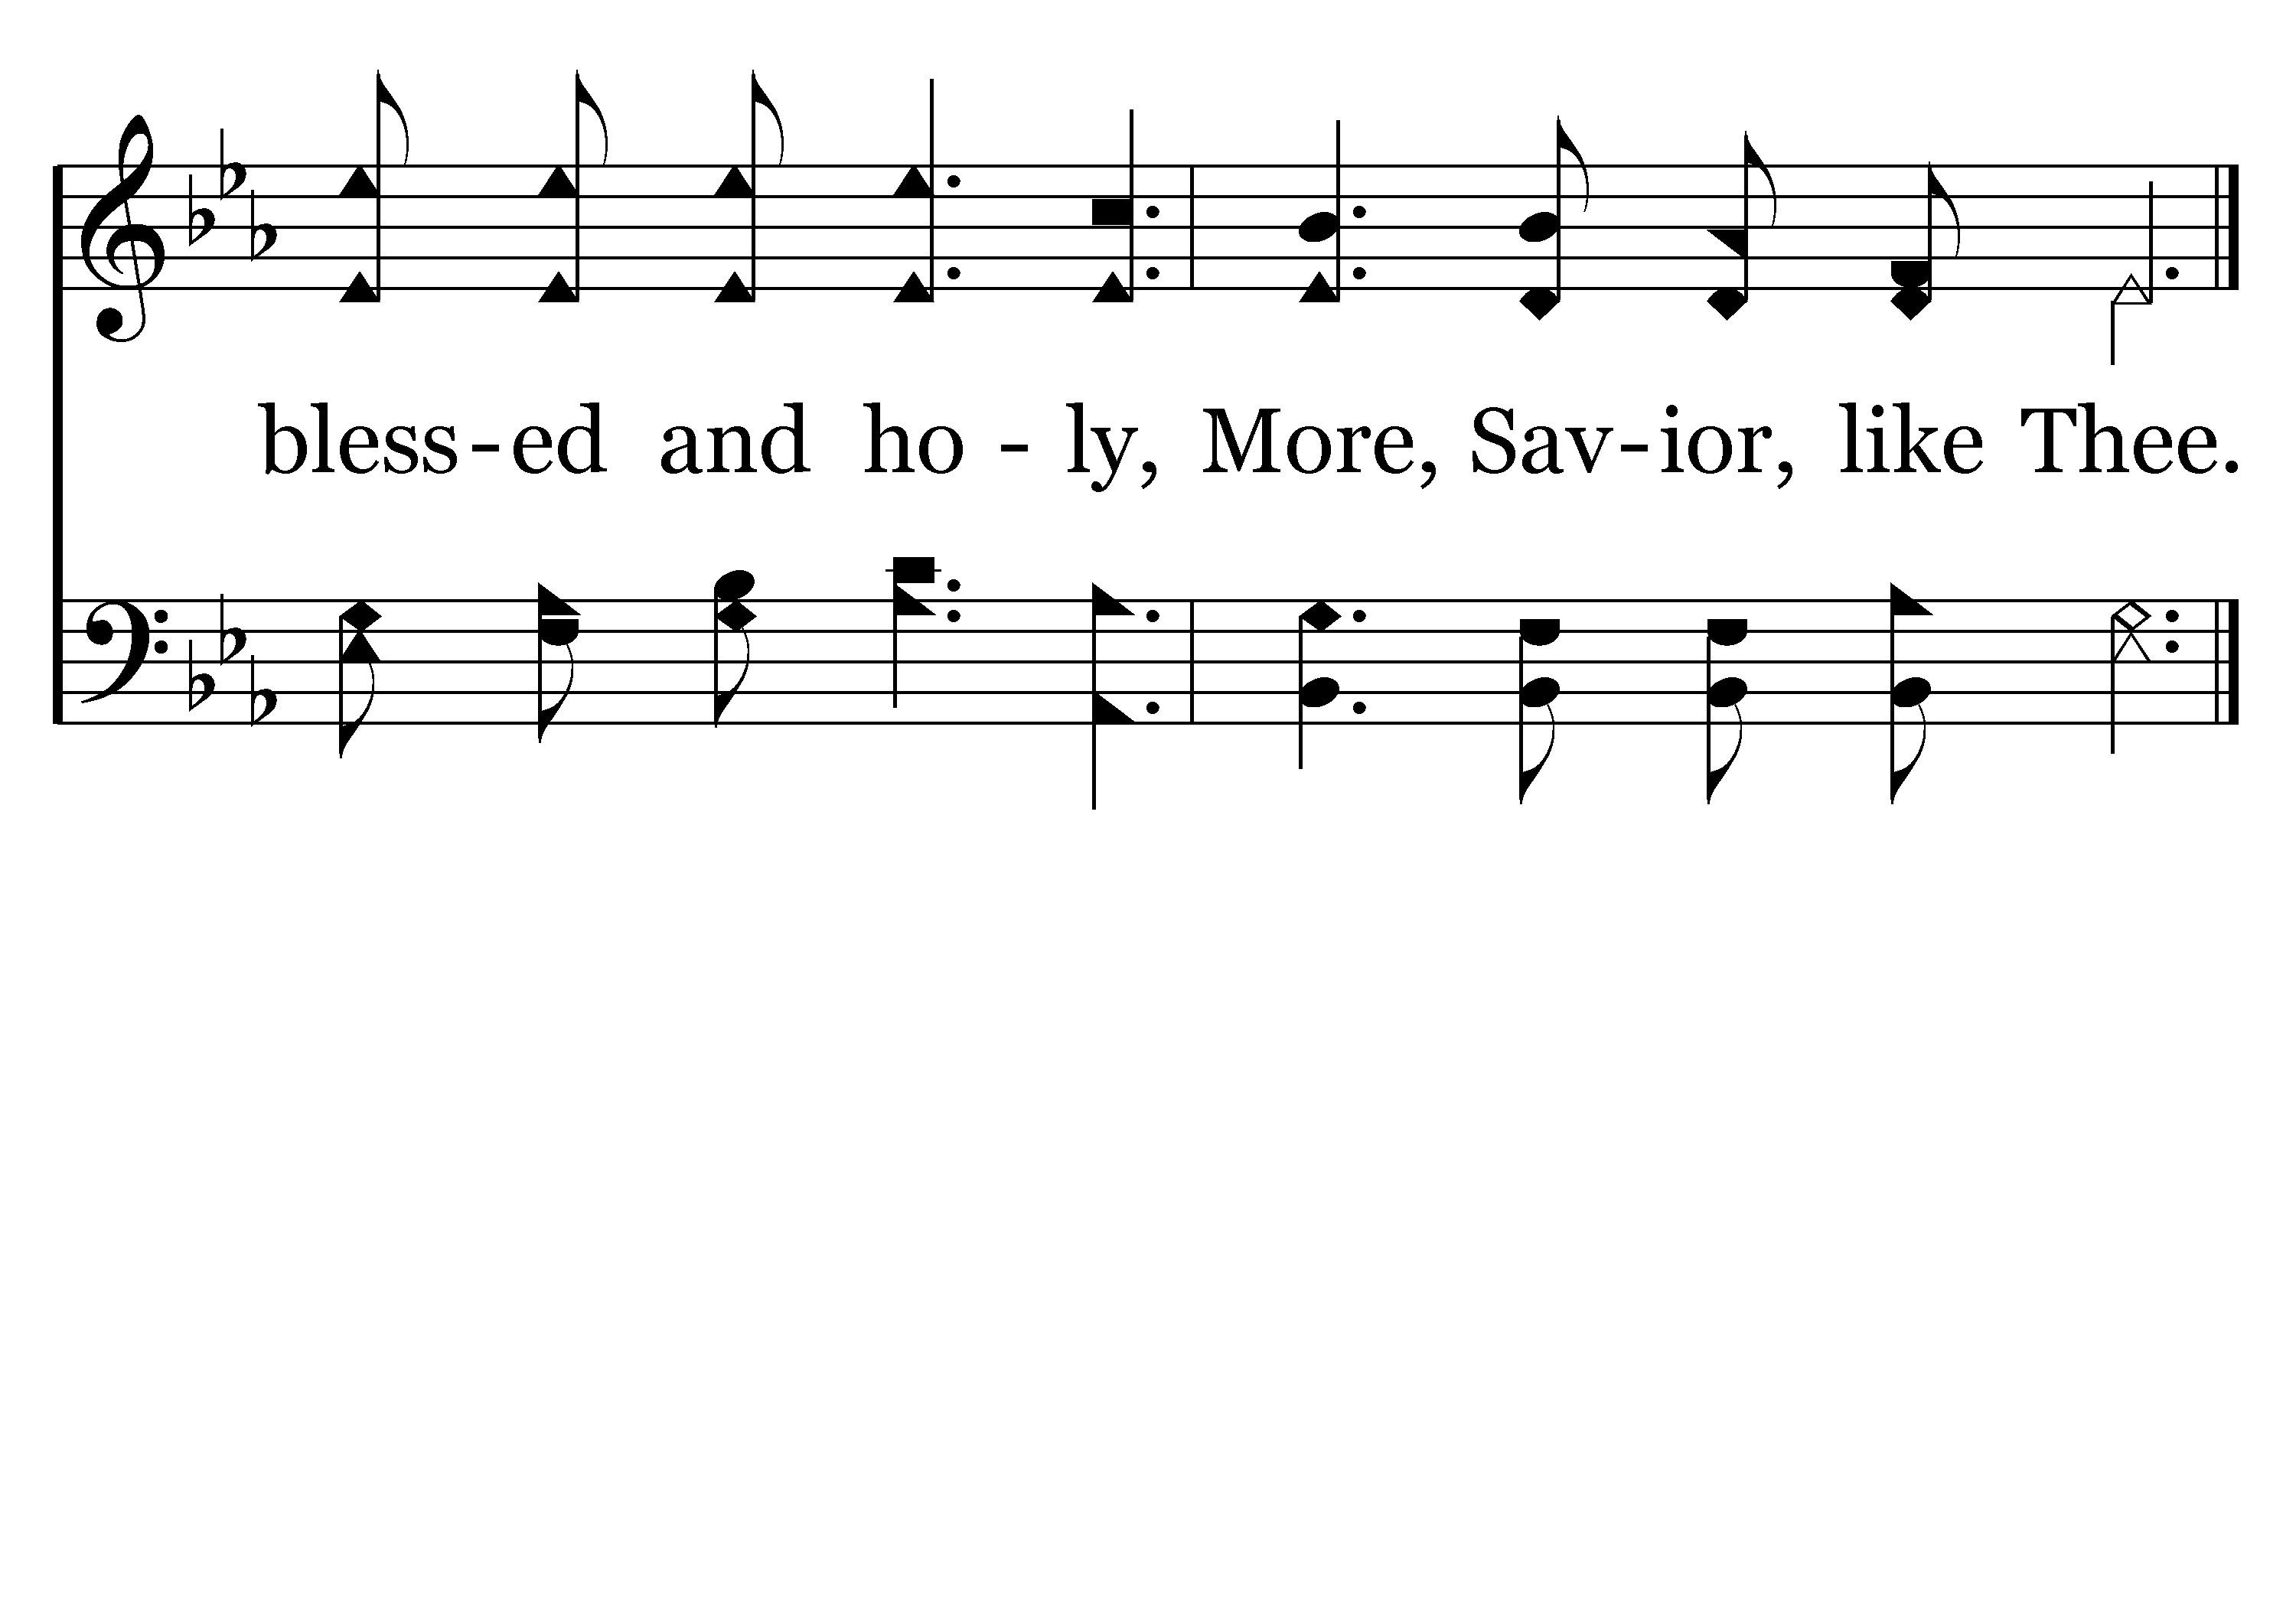 bless-ed and ho - ly, More, Sav-ior, like Thee.